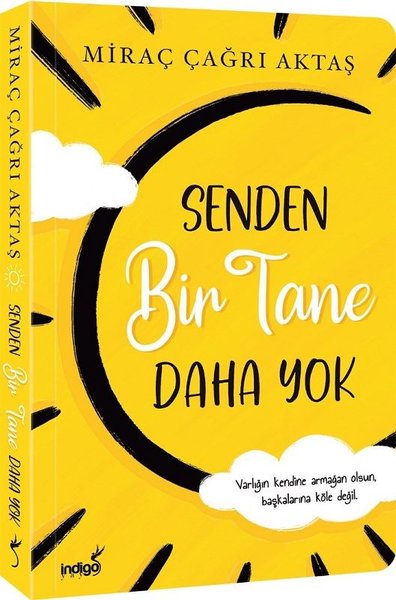 MİRAÇ ÇAĞRI AKTAŞ
SENDEN
Bir Tane
DAHA YOK
Varlığın kendine armağan olsun,
başkalarına köle değil.
indigo
MİRAÇ ÇAĞRI AKTAŞ
SENDEN Bir Tane DAHA YOK